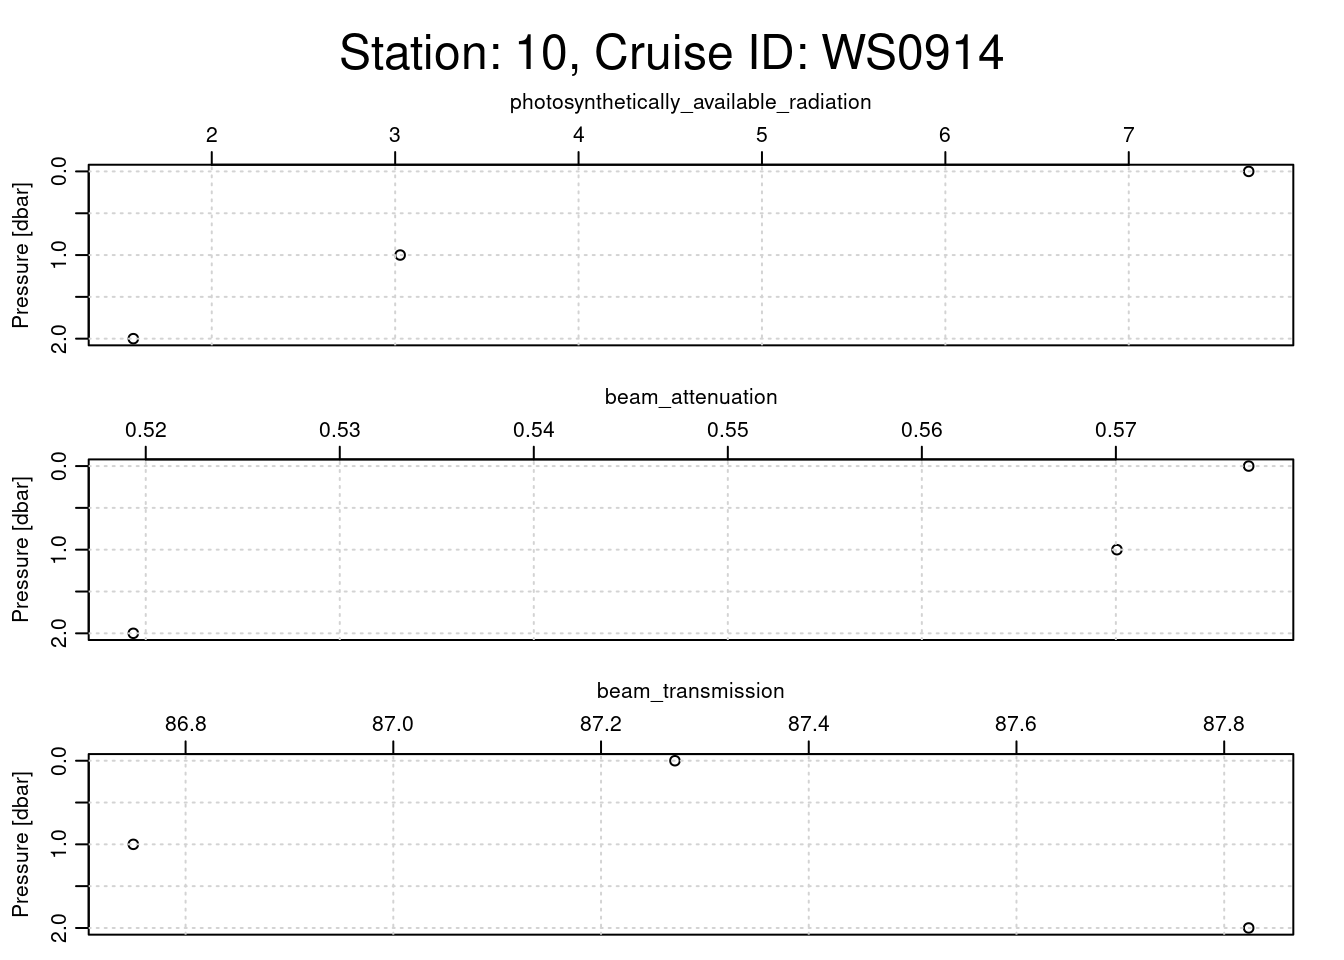 Station: 10, Cruise ID: WS0914
photosynthetically_available_radiation
2 3 4 5 6 7
Pressure [dbar]
0.0
1.0
2.0
beam_attenuation
0.52 0.53 0.54 0.55 0.56 0.57
Pressure [dbar]
0.0
1.0
2.0
beam_transmission
86.8 87.0 87.2 87.4 87.6 87.8
Pressure [dbar]
0.0
1.0
2.0